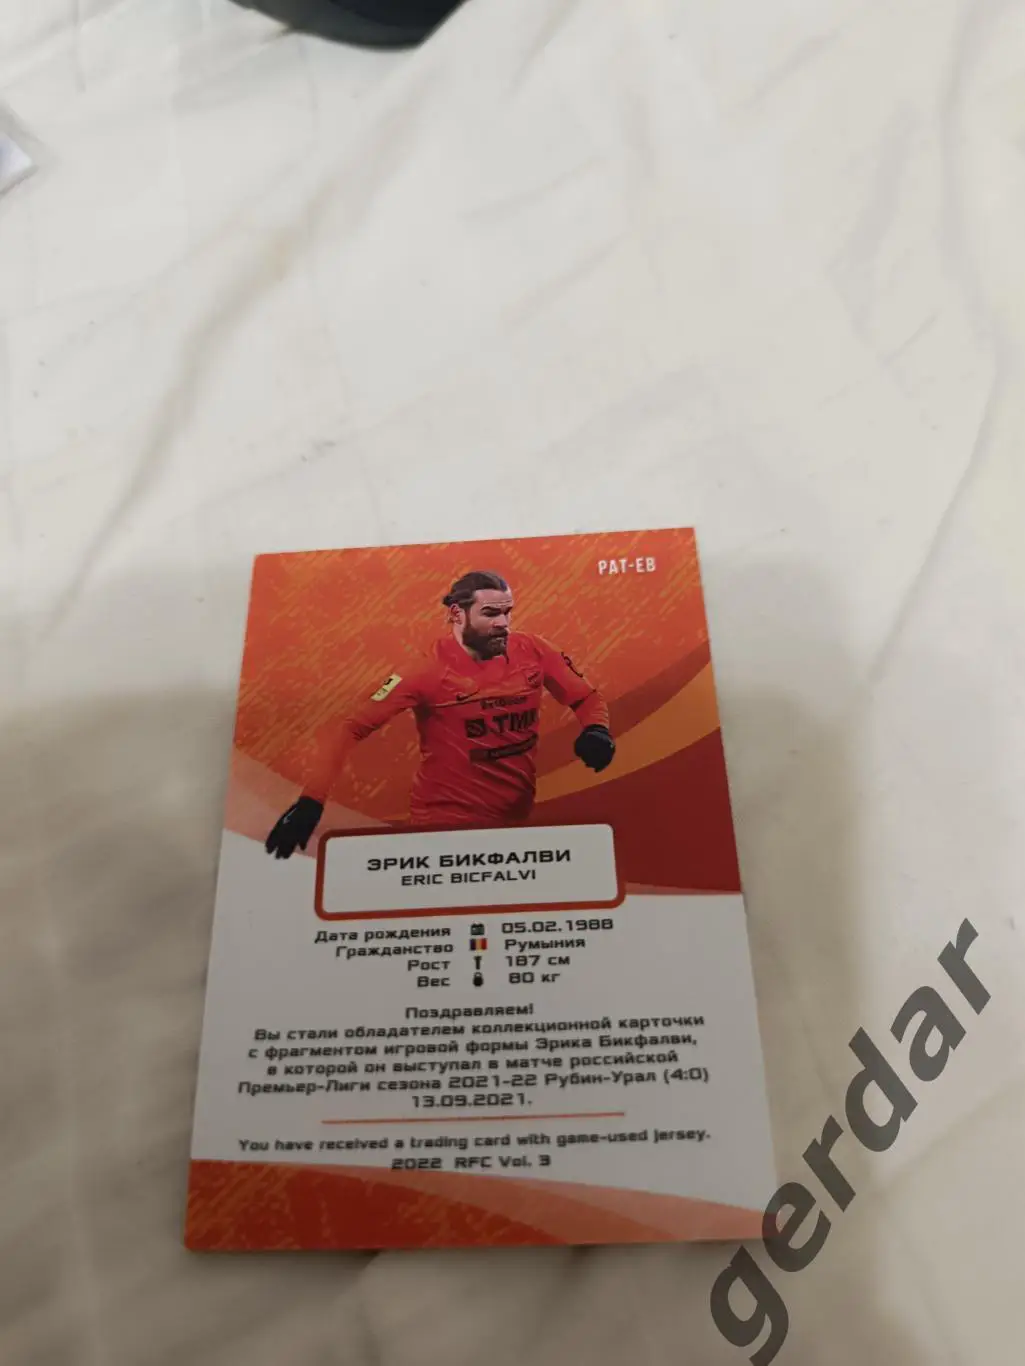 PAT-EB
ТМК
ЭРИК БИКФАЛВИ
ERIC BICFALVI
Дата рождения 05.02.1988
Гражданство Румыния
Рост 187 см
Вес 80 кг
Поздравляем!
Вы стали обладателем коллекционной карточки
с фрагментом игровой формы Эрика Бикфалви,
в которой он выступал в матче российской
Премьер-Лиги сезона 2021-22 Рубин-Урал (4:0)
13.09.2021.
You have received a trading card with game-used jersey.
2022 RFC Vol. 3
gerdar